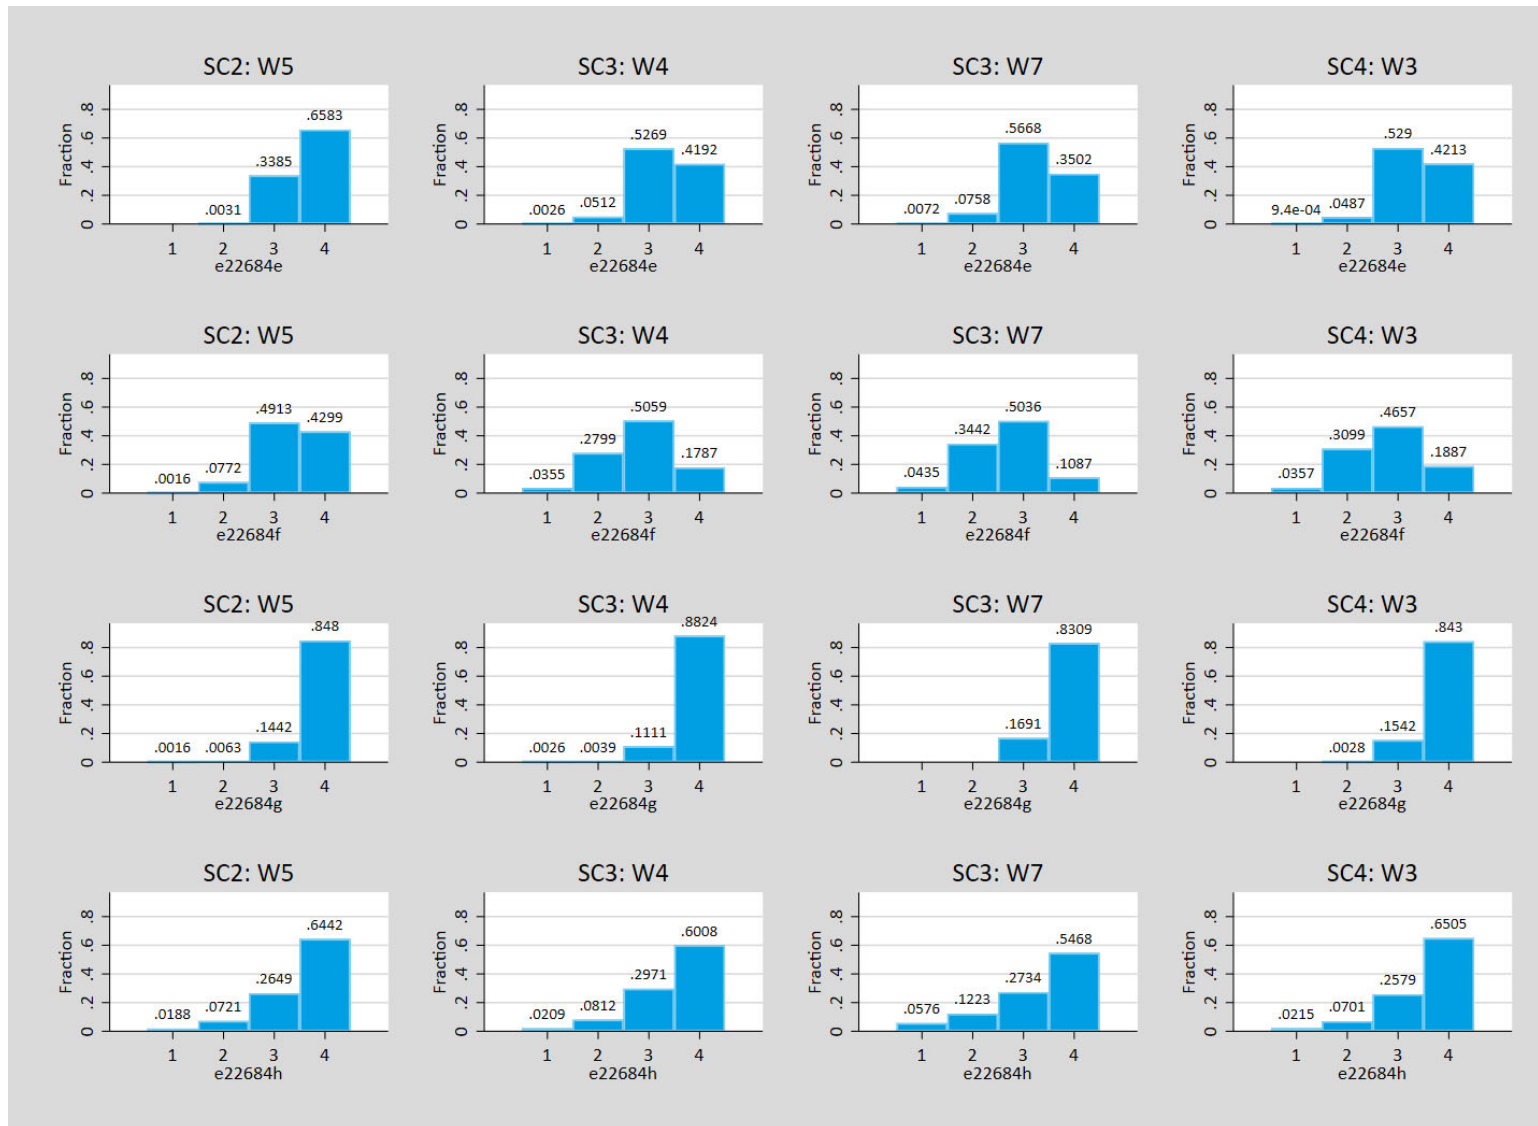 SC2: W5 SC3: W4 SC3: W7 SC4: W3
Fraction 0 .2 .4 .6 .8 .0031 .3385 .6583 Fraction 0 .2 .4 .6 .8 .0026 .0512 .5269 .4192 Fraction 0 .2 .4 .6 .8 .0072 .0758 .5668 .3502 Fraction 0 .2 .4 .6 .8 9.4e-04 .0487 .529 .4213
1 2 3 4 1 2 3 4 1 2 3 4 1 2 3 4
e22684e e22684e e22684e e22684e
SC2: W5 SC3: W4 SC3: W7 SC4: W3
Fraction 0 .2 .4 .6 .8 .0016 .0772 .4913 .4299 Fraction 0 .2 .4 .6 .8 .0355 .2799 .5059 .1787 Fraction 0 .2 .4 .6 .8 .0435 .3442 .5036 .1087 Fraction 0 .2 .4 .6 .8 .0357 .3099 .4657 .1887
1 2 3 4 1 2 3 4 1 2 3 4 1 2 3 4
e22684f e22684f e22684f e22684f
SC2: W5 SC3: W4 SC3: W7 SC4: W3
Fraction 0 .2 .4 .6 .8 .0016 .0063 .1442 .848 Fraction 0 .2 .4 .6 .8 .0026 .0039 .1111 .8824 Fraction 0 .2 .4 .6 .8 .1691 .8309 Fraction 0 .2 .4 .6 .8 .0028 .1542 .843
1 2 3 4 1 2 3 4 1 2 3 4 1 2 3 4
e22684g e22684g e22684g e22684g
SC2: W5 SC3: W4 SC3: W7 SC4: W3
Fraction 0 .2 .4 .6 .8 .0188 .0721 .2649 .6442 Fraction 0 .2 .4 .6 .8 .0209 .0812 .2971 .6008 Fraction 0 .2 .4 .6 .8 .0576 .1223 .2734 .5468 Fraction 0 .2 .4 .6 .8 .0215 .0701 .2579 .6505
1 2 3 4 1 2 3 4 1 2 3 4 1 2 3 4
e22684h e22684h e22684h e22684h